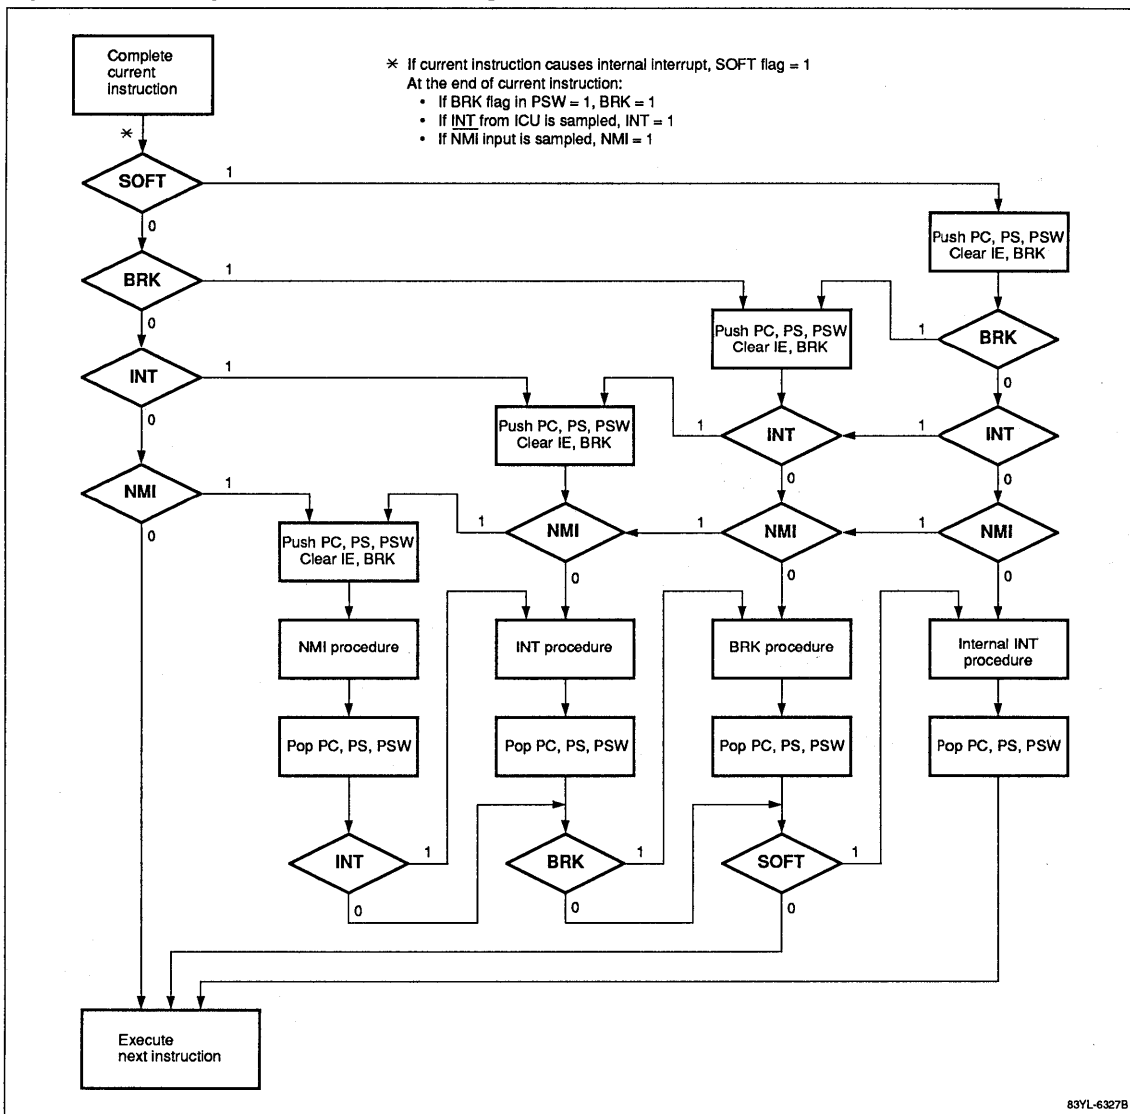 Complete
current
instruction
* If current instruction causes internal interrupt, SOFT flag = 1
At the end of current instruction:
• If BRK flag in PSW = 1, BRK = 1
• If INT from ICU is sampled, INT = 1
• If NMI input is sampled, NMI = 1
*
SOFT
1
0
Push PC, PS, PSW
Clear IE, BRK
BRK
1
0
Push PC, PS, PSW
Clear IE, BRK
1
BRK
0
INT
1
0
Push PC, PS, PSW
Clear IE, BRK
1
INT
0
1
INT
0
NMI
1
0
Push PC, PS, PSW
Clear IE, BRK
1
NMI
0
1
NMI
0
1
NMI
0
NMI procedure
INT procedure
BRK procedure
Internal INT
procedure
Pop PC, PS, PSW
Pop PC, PS, PSW
Pop PC, PS, PSW
Pop PC, PS, PSW
INT
1
0
BRK
1
0
SOFT
1
0
Execute
next instruction
83YL-6327B